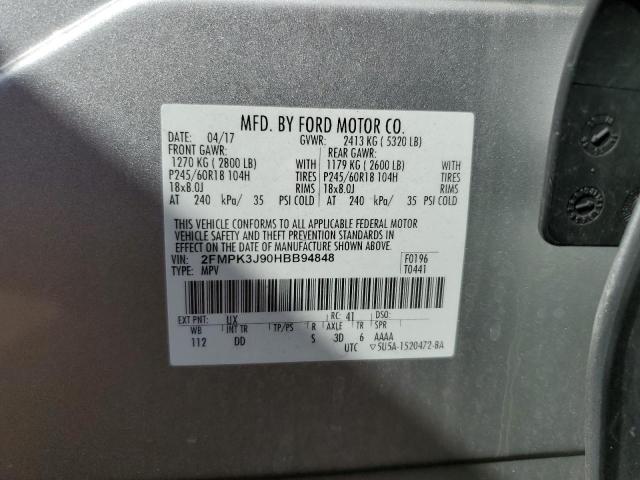 MFD. BY FORD MOTOR CO.
DATE: 04/17 GVWR: 2413 KG ( 5320 LB)
FRONT GAWR: REAR GAWR:
1270 KG ( 2800 LB) WITH 1179 KG ( 2600 LB) WITH
P245/60R18 104H TIRES P245/60R18 104H TIRES
18x8.0J RIMS 18x8.0J RIMS
AT 240 kPa/ 35 PSI COLD AT 240 kPa/ 35 PSI COLD
THIS VEHICLE CONFORMS TO ALL APPLICABLE FEDERAL MOTOR
VEHICLE SAFETY AND THEFT PREVENTION STANDARDS IN
EFFECT ON THE DATE OF MANUFACTURE SHOWN ABOVE.
VIN: 2FMPK3J90HBB94848 F0196
TYPE: MPV T0441
EXT PNT: UX RC: 41 DSO:
WB INT TR TP/PS R AXLE TR SPR
112 DD S 3D 6 AAAA
UTC ▽5U5A-1520472-BA